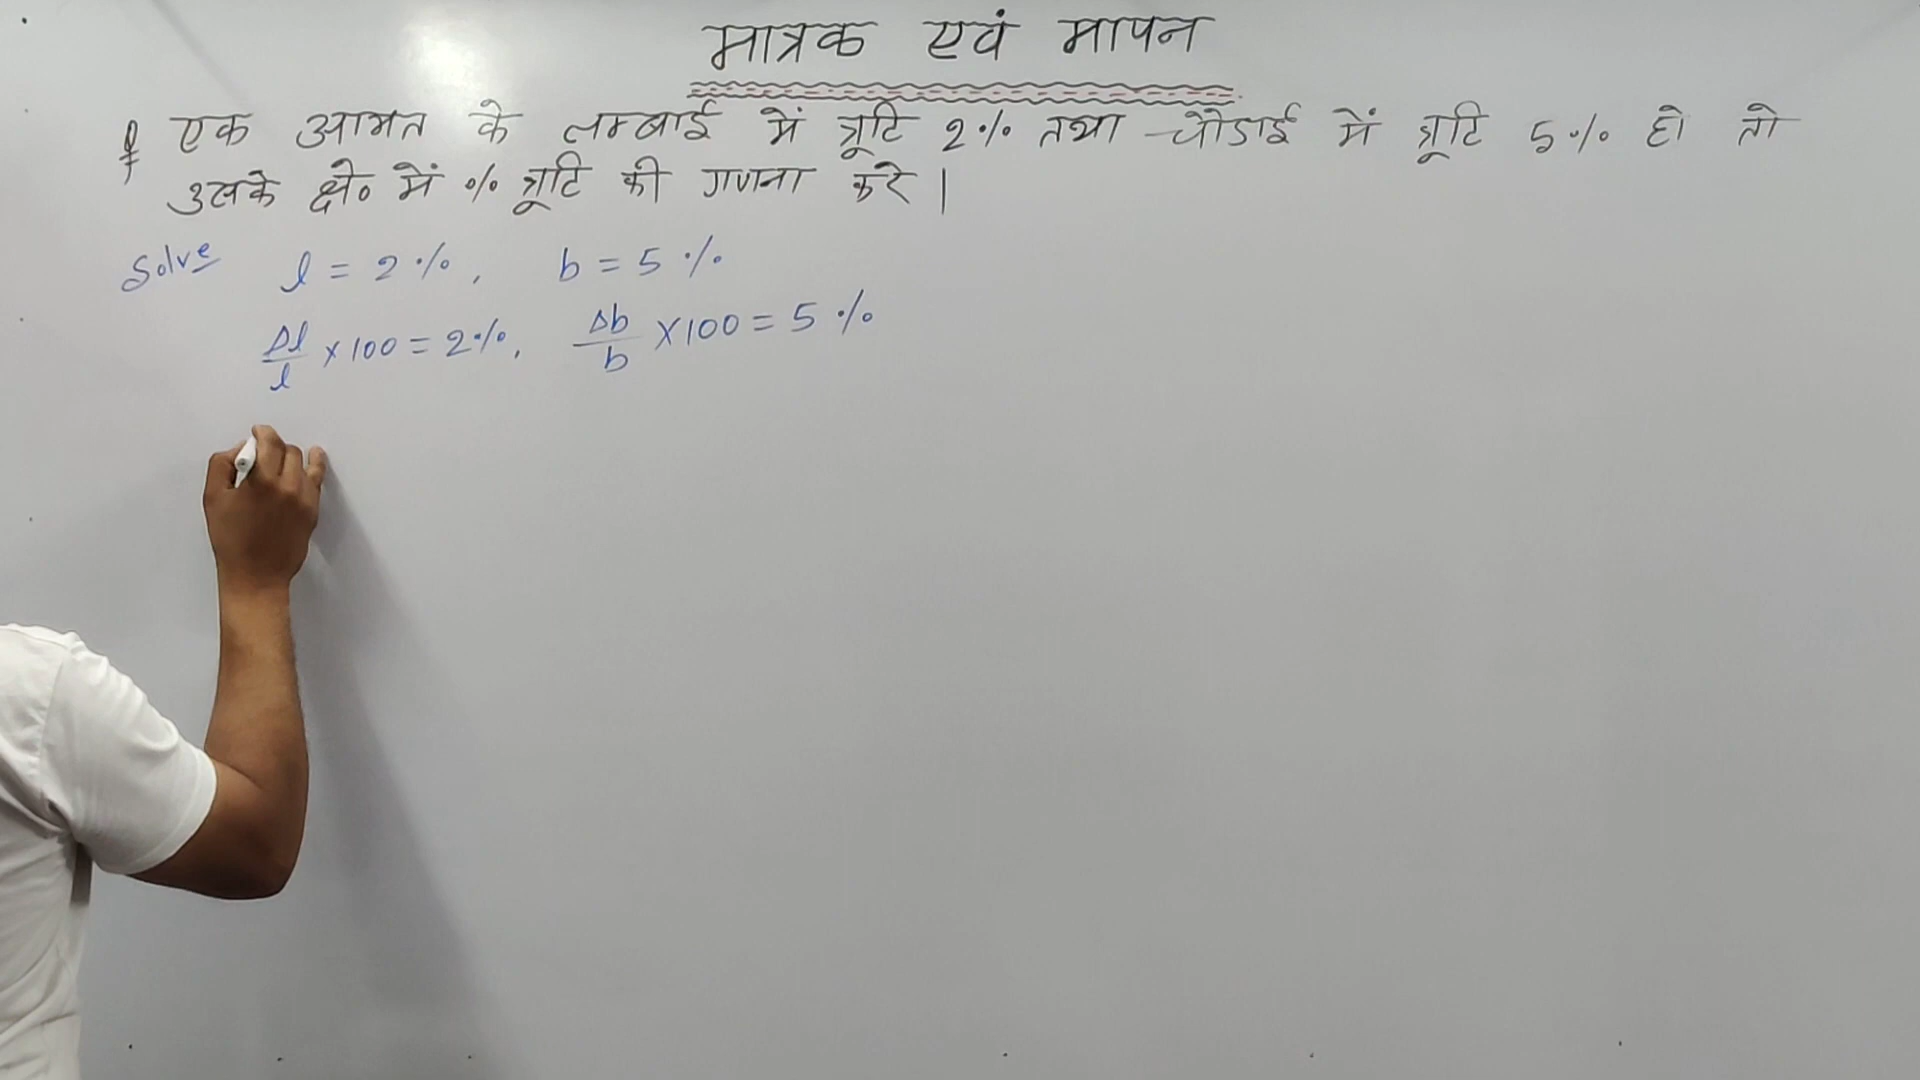 मात्रक एवं मापन
Q एक आयत के लम्बाई में त्रूटि 2% तथा चौडाई में त्रूटि 5% हो तो
उसके क्षे० में % त्रूटि की गणना करे |
Solve l = 2%, b = 5%
Δl/l × 100 = 2%, Δb/b × 100 = 5%